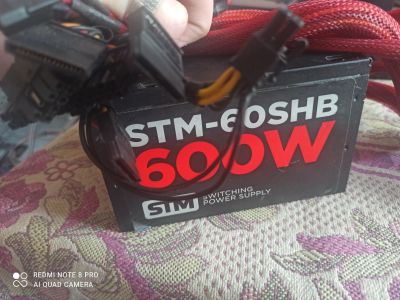 STM-60SHB
600W
STM SWITCHING
POWER SUPPLY
REDMI NOTE 8 PRO
AI QUAD CAMERA